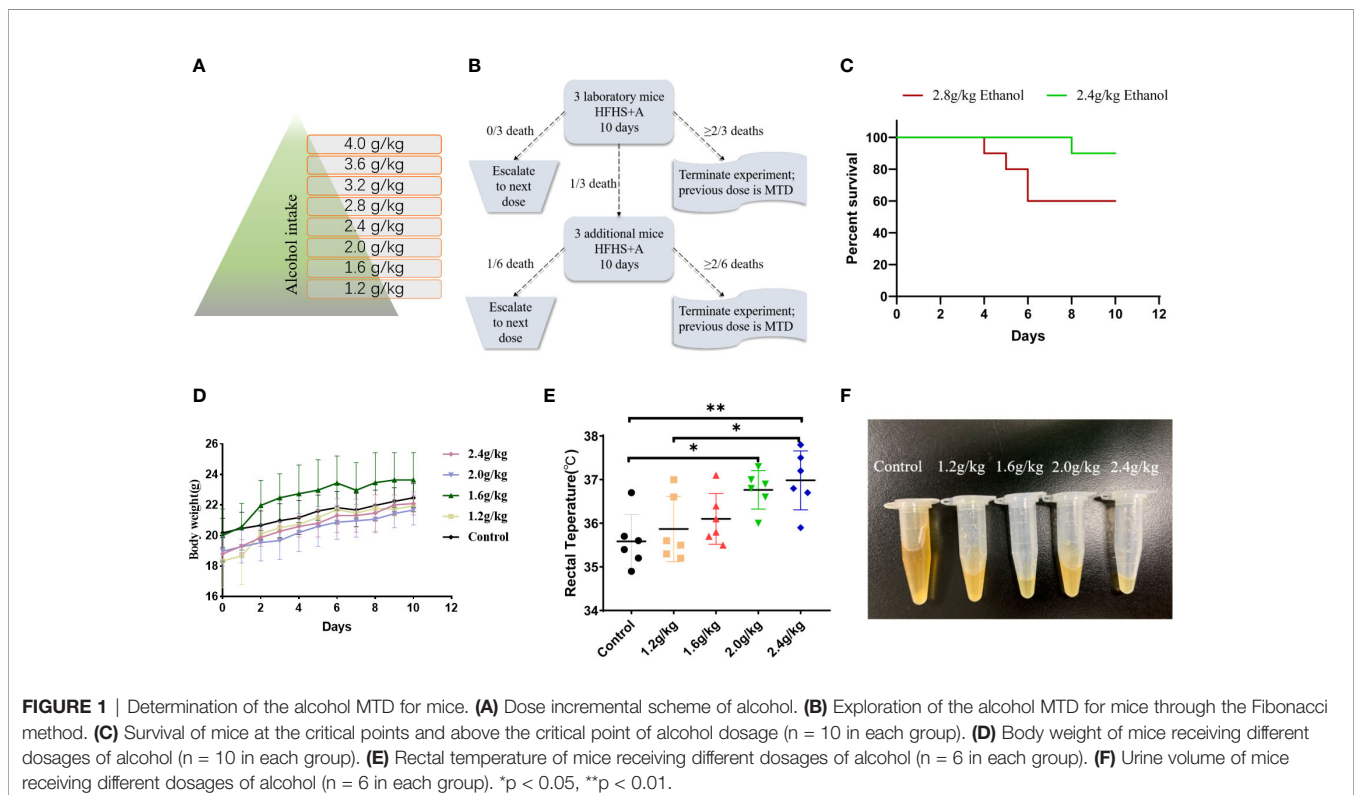 A
Alcohol intake
4.0 g/kg
3.6 g/kg
3.2 g/kg
2.8 g/kg
2.4 g/kg
2.0 g/kg
1.6 g/kg
1.2 g/kg
B
3 laboratory mice
HFHS+A
10 days
0/3 death
≥2/3 deaths
1/3 death
Escalate
to next
dose
Terminate experiment;
previous dose is MTD
3 additional mice
HFHS+A
10 days
1/6 death
≥2/6 deaths
Escalate
to next
dose
Terminate experiment;
previous dose is MTD
C
2.8g/kg Ethanol
2.4g/kg Ethanol
Percent survival
100
80
60
40
20
0
0 2 4 6 8 10 12
Days
D
Body weight(g)
26
24
22
20
18
16
0 2 4 6 8 10 12
Days
2.4g/kg
2.0g/kg
1.6g/kg
1.2g/kg
Control
E
Rectal Teperature(℃)
38
37
36
35
34
**
*
*
Control
1.2g/kg
1.6g/kg
2.0g/kg
2.4g/kg
F
Control 1.2g/kg 1.6g/kg 2.0g/kg 2.4g/kg
FIGURE 1 | Determination of the alcohol MTD for mice. (A) Dose incremental scheme of alcohol. (B) Exploration of the alcohol MTD for mice through the Fibonacci
method. (C) Survival of mice at the critical points and above the critical point of alcohol dosage (n = 10 in each group). (D) Body weight of mice receiving different
dosages of alcohol (n = 10 in each group). (E) Rectal temperature of mice receiving different dosages of alcohol (n = 6 in each group). (F) Urine volume of mice
receiving different dosages of alcohol (n = 6 in each group). *p < 0.05, **p < 0.01.